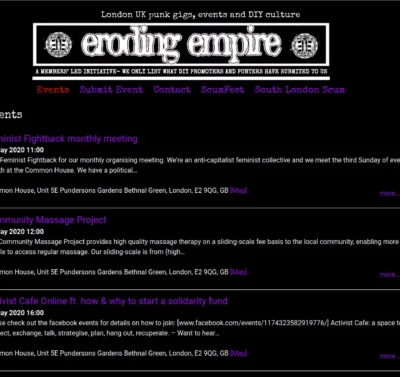 London UK punk gigs, events and DIY culture
eroding empire
A MEMBERS' LED INITIATIVE- WE ONLY LIST WHAT DIY PROMOTERS AND PUNTERS HAVE SUBMITED TO US
Events Submit Event Contact ScumFest South London Scum
ents
minist Fightback monthly meeting
ay 2020 11:00
Feminist Fightback for our monthly organising meeting. We're an anti-capitalist feminist collective and we meet the third Sunday of eve
th at the Common House. We have a political…
mon House, Unit 5E Pundersons Gardens Bethnal Green, London, E2 9QG, GB [Map]
more...
mmunity Massage Project
ay 2020 12:00
Community Massage Project provides high quality massage therapy on a sliding-scale fee basis to the local community, enabling more
le to access regular massage. Our sliding-scale is from (high…
mon House, Unit 5E Pundersons Gardens Bethnal Green, London, E2 9QG, GB [Map]
more...
tivist Cafe Online ft. how & why to start a solidarity fund
ay 2020 16:00
se check out the facebook events for details on how to join: [www.facebook.com/events/1174323582919776/] Activist Cafe: a space t
ect, exchange, talk, strategise, plan, hang out, recuperate. – Want to hear…
mon House, Unit 5E Pundersons Gardens Bethnal Green, London, E2 9QG, GB [Map]
more...